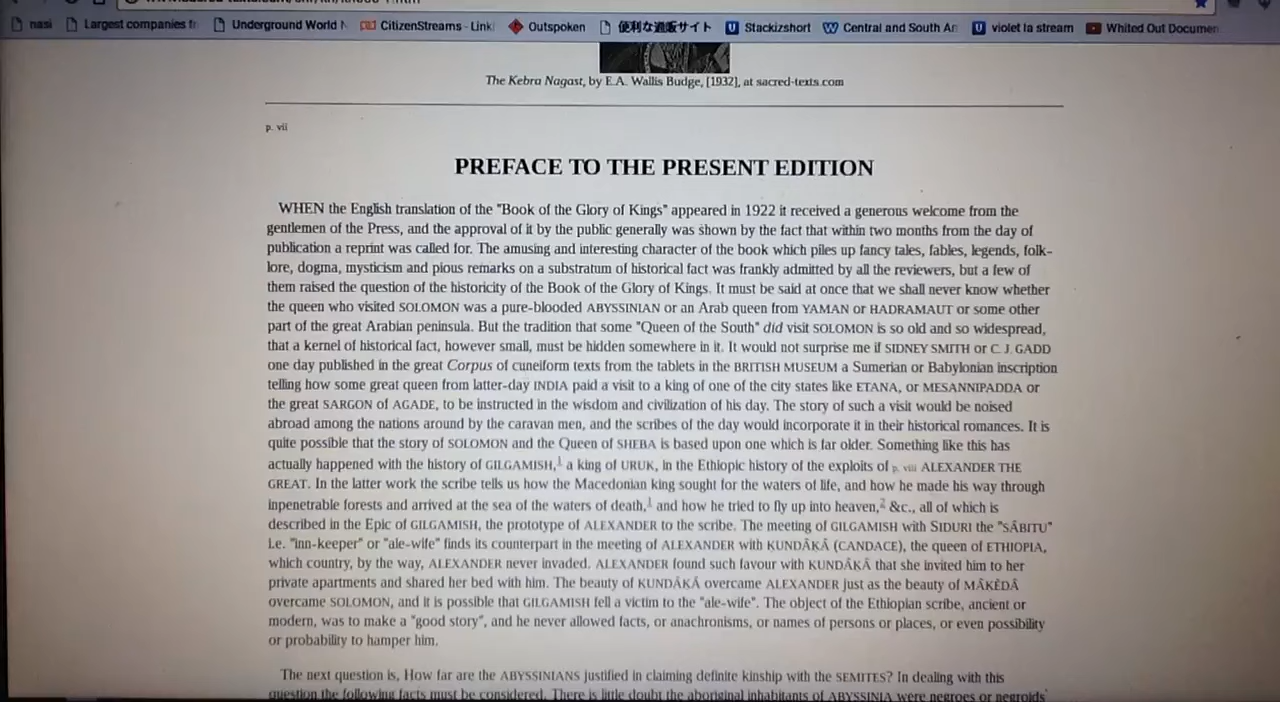 nasi Largest companies fr Underground World N CitizenStreams - Link Outspoken 便利な通販サイト Stackizshort Central and South An violet la stream Whited Out Documen
The Kebra Nagast, by E.A. Wallis Budge, [1932], at sacred-texts.com
p. vii
PREFACE TO THE PRESENT EDITION
WHEN the English translation of the "Book of the Glory of Kings" appeared in 1922 it received a generous welcome from the
gentlemen of the Press, and the approval of it by the public generally was shown by the fact that within two months from the day of
publication a reprint was called for. The amusing and interesting character of the book which piles up fancy tales, fables, legends, folk-
lore, dogma, mysticism and pious remarks on a substratum of historical fact was frankly admitted by all the reviewers, but a few of
them raised the question of the historicity of the Book of the Glory of Kings. It must be said at once that we shall never know whether
the queen who visited SOLOMON was a pure-blooded ABYSSINIAN or an Arab queen from YAMAN or HADRAMAUT or some other
part of the great Arabian peninsula. But the tradition that some "Queen of the South" did visit SOLOMON is so old and so widespread,
that a kernel of historical fact, however small, must be hidden somewhere in it. It would not surprise me if SIDNEY SMITH or C. J. GADD
one day published in the great Corpus of cuneiform texts from the tablets in the BRITISH MUSEUM a Sumerian or Babylonian inscription
telling how some great queen from latter-day INDIA paid a visit to a king of one of the city states like ETANA, or MESANNIPADDA or
the great SARGON of AGADE, to be instructed in the wisdom and civilization of his day. The story of such a visit would be noised
abroad among the nations around by the caravan men, and the scribes of the day would incorporate it in their historical romances. It is
quite possible that the story of SOLOMON and the Queen of SHEBA is based upon one which is far older. Something like this has
actually happened with the history of GILGAMISH,1 a king of URUK, in the Ethiopic history of the exploits of p. viii ALEXANDER THE
GREAT. In the latter work the scribe tells us how the Macedonian king sought for the waters of life, and how he made his way through
inpenetrable forests and arrived at the sea of the waters of death,1 and how he tried to fly up into heaven,2 &c., all of which is
described in the Epic of GILGAMISH, the prototype of ALEXANDER to the scribe. The meeting of GILGAMISH with SIDURI the "SÂBITU"
i.e. "inn-keeper" or "ale-wife" finds its counterpart in the meeting of ALEXANDER with KUNDÂKÂ (CANDACE), the queen of ETHIOPIA,
which country, by the way, ALEXANDER never invaded. ALEXANDER found such favour with KUNDÂKÂ that she invited him to her
private apartments and shared her bed with him. The beauty of KUNDÂKÂ overcame ALEXANDER just as the beauty of MÂKĚDÂ
overcame SOLOMON, and it is possible that GILGAMISH fell a victim to the "ale-wife". The object of the Ethiopian scribe, ancient or
modern, was to make a "good story", and he never allowed facts, or anachronisms, or names of persons or places, or even possibility
or probability to hamper him.
The next question is, How far are the ABYSSINIANS justified in claiming definite kinship with the SEMITES? In dealing with this
question the following facts must be considered. There is little doubt the aboriginal inhabitants of ABYSSINIA were negroes or negroids